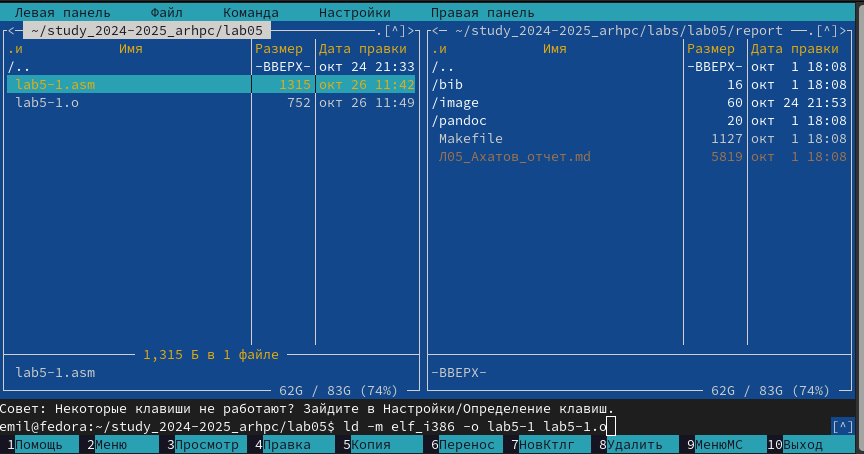 Левая панель Файл Команда Настройки Правая панель
<─ ~/study_2024-2025_arhpc/lab05 .[^]> <─ ~/study_2024-2025_arhpc/labs/lab05/report .[^]>
.и Имя Размер Дата правки .и Имя Размер Дата правки
/.. -ВВЕРХ- окт 24 21:33 /.. -ВВЕРХ- окт 1 18:08
lab5-1.asm 1315 окт 26 11:42 /bib 16 окт 1 18:08
lab5-1.o 752 окт 26 11:49 /image 60 окт 24 21:53
/pandoc 20 окт 1 18:08
Makefile 1127 окт 1 18:08
Л05_Ахатов_отчет.md 5819 окт 1 18:08
1,315 Б в 1 файле
lab5-1.asm -ВВЕРХ-
62G / 83G (74%) 62G / 83G (74%)
Совет: Некоторые клавиши не работают? Зайдите в Настройки/Определение клавиш.
emil@fedora:~/study_2024-2025_arhpc/lab05$ ld -m elf_i386 -o lab5-1 lab5-1.o [^]
1Помощь 2Меню 3Просмотр 4Правка 5Копия 6Перенос 7НовКтлг 8Удалить 9МенюМС 10Выход